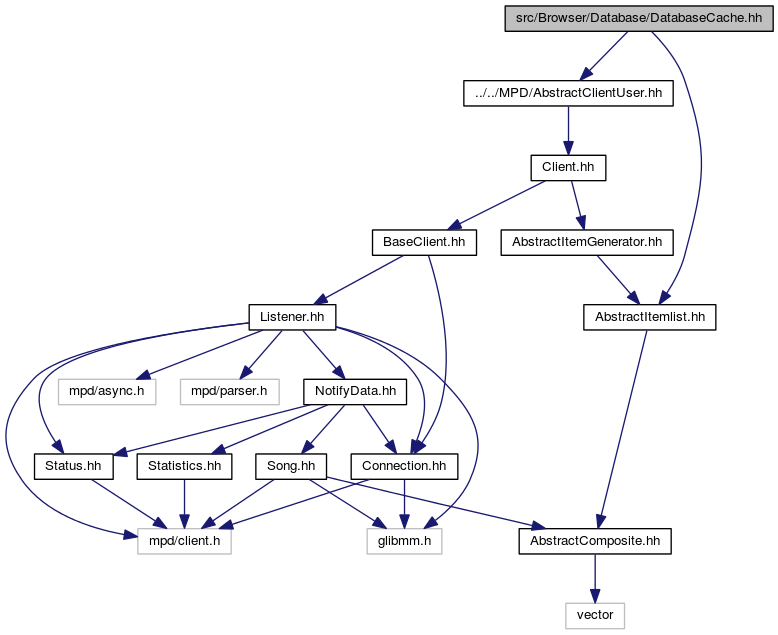 src/Browser/Database/DatabaseCache.hh
../../MPD/AbstractClientUser.hh
Client.hh
BaseClient.hh
AbstractItemGenerator.hh
Listener.hh
AbstractItemlist.hh
mpd/async.h
mpd/parser.h
NotifyData.hh
Status.hh
Statistics.hh
Song.hh
Connection.hh
mpd/client.h
glibmm.h
AbstractComposite.hh
vector